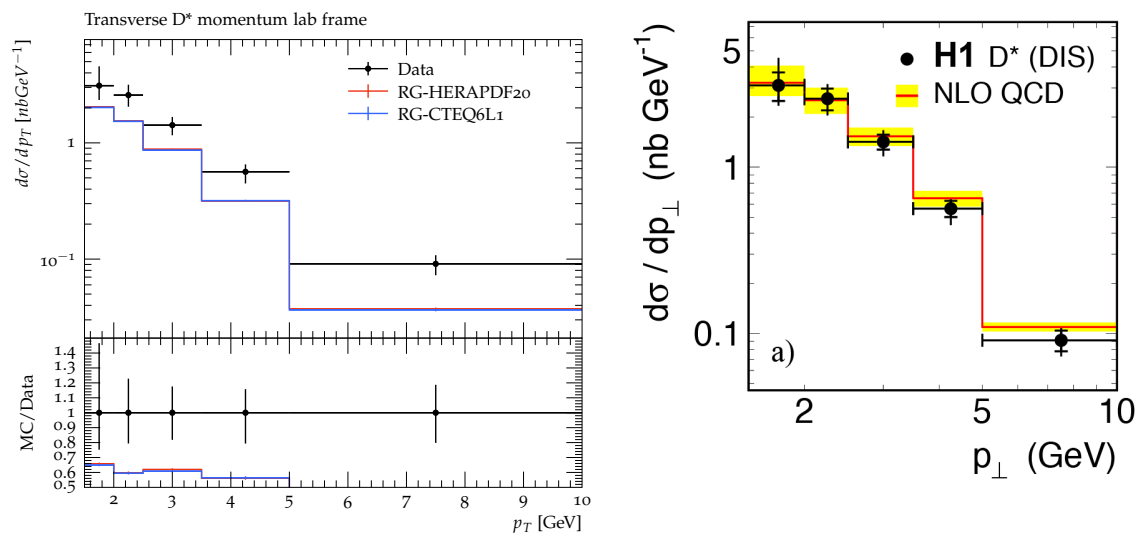 Transverse D* momentum lab frame
dσ/dp_T [nbGeV⁻¹]
1
10⁻¹
Data
RG-HERAPDF20
RG-CTEQ6L1
MC/Data
1.4
1.3
1.2
1.1
1
0.9
0.8
0.7
0.6
0.5
2 3 4 5 6 7 8 9 10
p_T [GeV]
dσ / dp_⊥ (nb GeV⁻¹)
5
1
0.1
H1 D* (DIS)
NLO QCD
a)
2 5 10
p_⊥ (GeV)